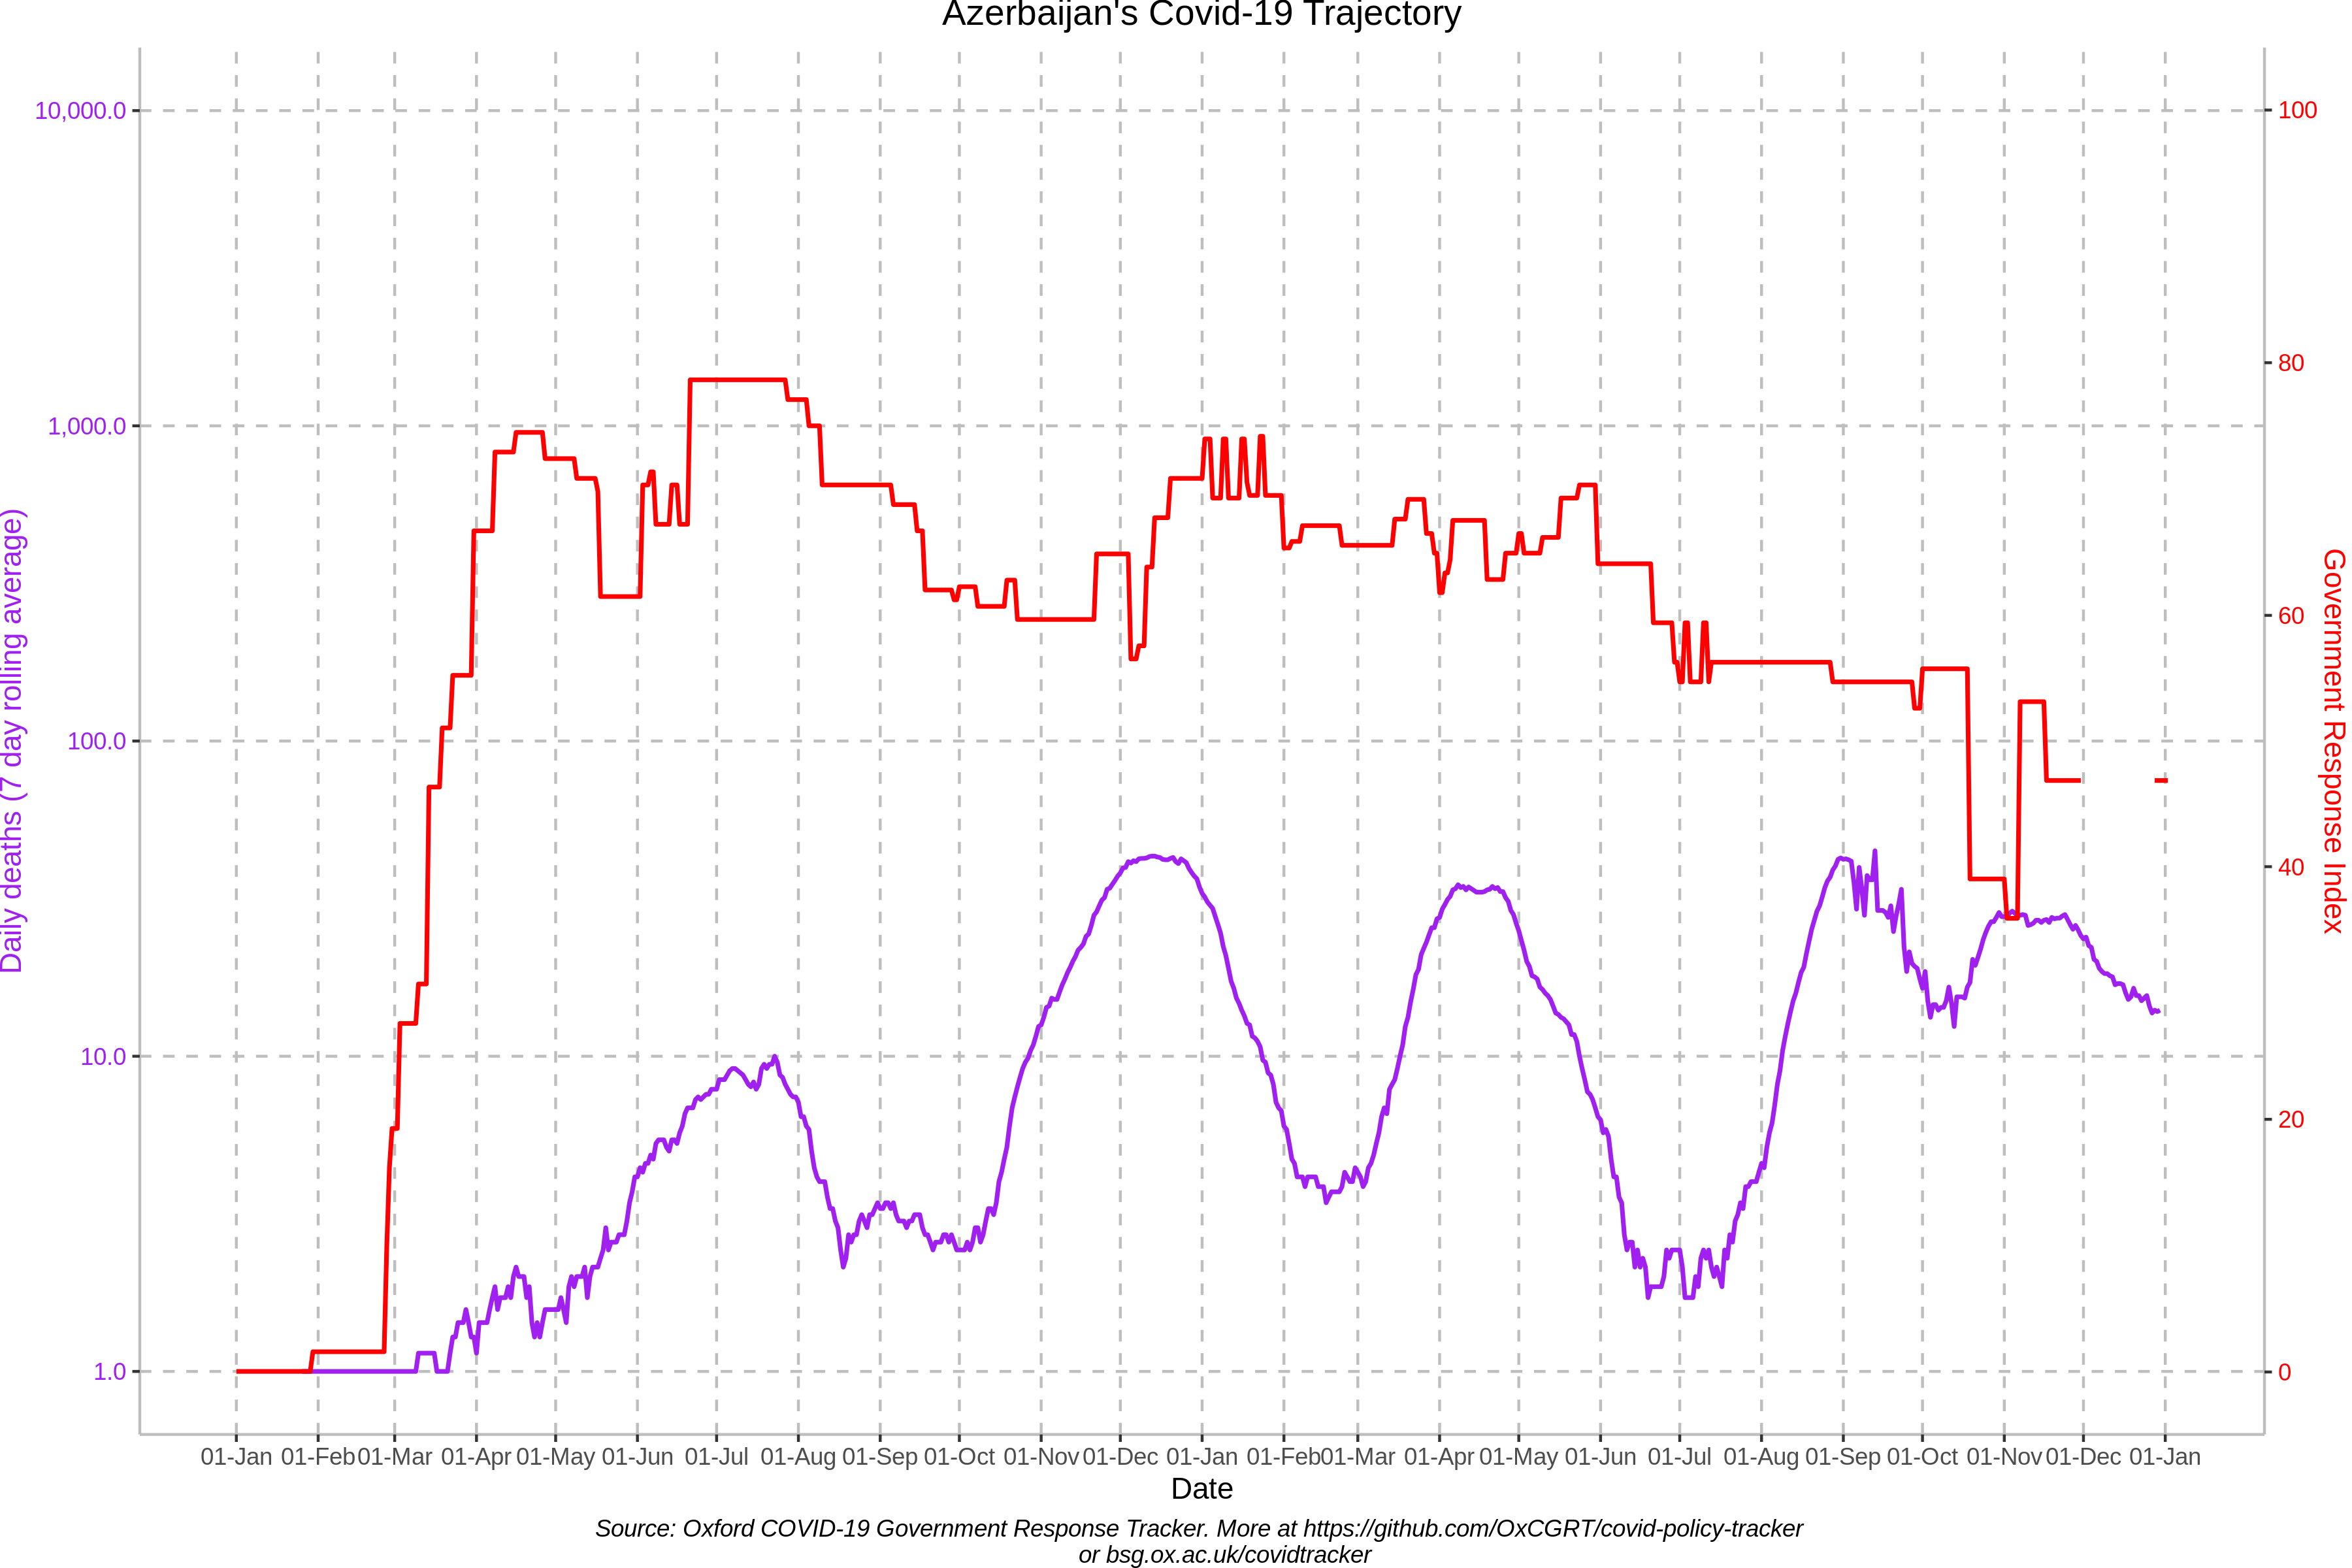 Azerbaijan's Covid-19 Trajectory
10,000.0
1,000.0
100.0
10.0
1.0
Daily deaths (7 day rolling average)
100
80
60
40
20
0
Government Response Index
01-Jan 01-Feb 01-Mar 01-Apr 01-May 01-Jun 01-Jul 01-Aug 01-Sep 01-Oct 01-Nov 01-Dec 01-Jan 01-Feb 01-Mar 01-Apr 01-May 01-Jun 01-Jul 01-Aug 01-Sep 01-Oct 01-Nov 01-Dec 01-Jan
Date
Source: Oxford COVID-19 Government Response Tracker. More at https://github.com/OxCGRT/covid-policy-tracker
or bsg.ox.ac.uk/covidtracker